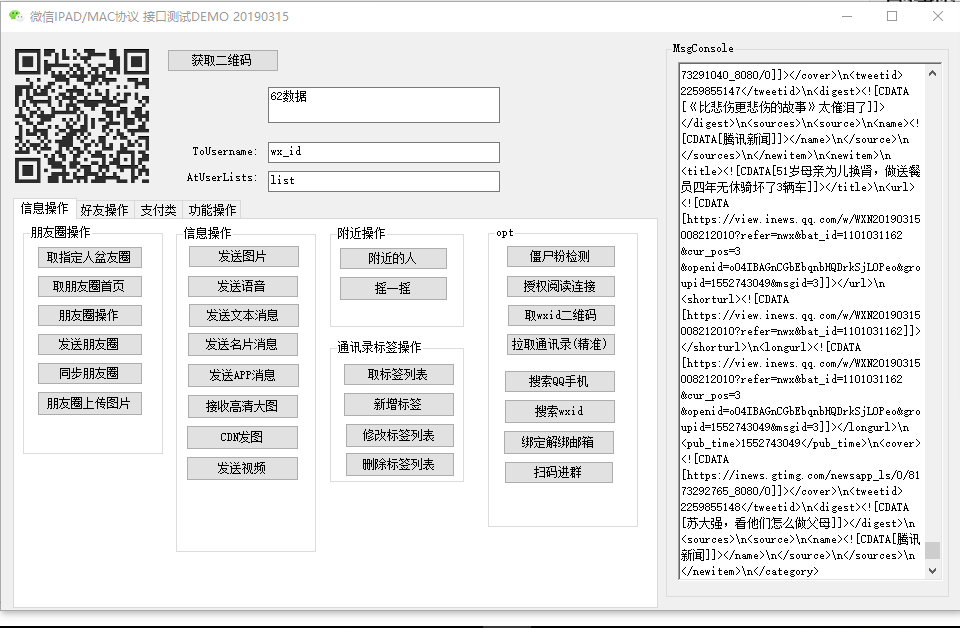 微信IPAD/MAC协议 接口测试DEMO 20190315
获取二维码
62数据
ToUsername: wx_id
AtUserLists: list
信息操作 好友操作 支付类 功能操作
朋友圈操作
取指定人盆友圈
取朋友圈首页
朋友圈操作
发送朋友圈
同步朋友圈
朋友圈上传图片
信息操作
发送图片
发送语音
发送文本消息
发送名片消息
发送APP消息
接收高清大图
CDN发图
发送视频
附近操作
附近的人
摇一摇
通讯录标签操作
取标签列表
新增标签
修改标签列表
删除标签列表
opt
僵尸粉检测
授权阅读连接
取wxid二维码
拉取通讯录(精准)
搜索QQ手机
搜索wxid
绑定解绑邮箱
扫码进群
MsgConsole
73291040_8080/0]]></cover>\n<tweetid>
2259855147</tweetid>\n<digest><![CDATA
[《比悲伤更悲伤的故事》太催泪了]]>
</digest>\n<sources>\n<source>\n<name><!
[CDATA[腾讯新闻]]></name>\n</source>\n
</sources>\n</newitem>\n<newitem>\n
<title><![CDATA[51岁母亲为儿换肾，做送餐
员四年无休骑坏了3辆车]]></title>\n<url>
<![CDATA
[https://view.inews.qq.com/w/WXN20190315
008212010?refer=nwx&bat_id=1101031162
&cur_pos=3
&openid=o04IBAGnCGbEbqnbHQDrkSjLOPeo&gro
upid=1552743049&msgid=3]]></url>\n
<shorturl><![CDATA
[https://view.inews.qq.com/w/WXN20190315
008212010?refer=nwx&bat_id=1101031162]]>
</shorturl>\n<longurl><![CDATA
[https://view.inews.qq.com/w/WXN20190315
008212010?refer=nwx&bat_id=1101031162
&cur_pos=3
&openid=o04IBAGnCGbEbqnbHQDrkSjLOPeo&gro
upid=1552743049&msgid=3]]></longurl>\n
<pub_time>1552743049</pub_time>\n<cover>
<![CDATA
[https://inews.gtimg.com/newsapp_ls/0/81
73292765_8080/0]]></cover>\n<tweetid>
2259855148</tweetid>\n<digest><![CDATA
[苏大强，看他们怎么做父母]]></digest>\n
<sources>\n<source>\n<name><![CDATA[腾讯
新闻]]></name>\n</source>\n</sources>\n
</newitem>\n</category>